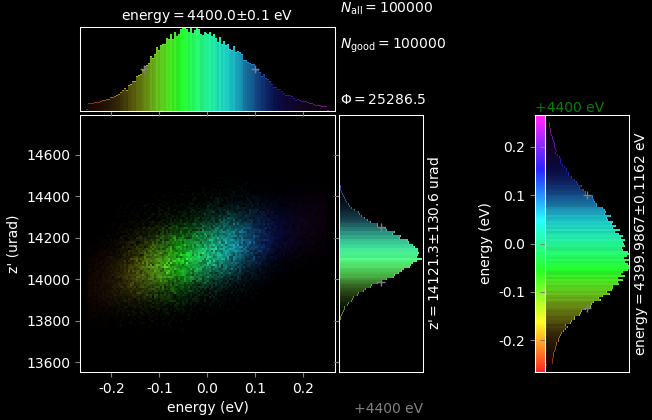 energy = 4400.0±0.1 eV
N_all = 100000
N_good = 100000
Φ = 25286.5
z' (urad)
14600
14400
14200
14000
13800
13600
-0.2 -0.1 0.0 0.1 0.2
energy (eV)
z' = 14121.3±130.6 urad
+4400 eV
+4400 eV
energy (eV)
0.2
0.1
0.0
-0.1
-0.2
energy = 4399.9867±0.1162 eV